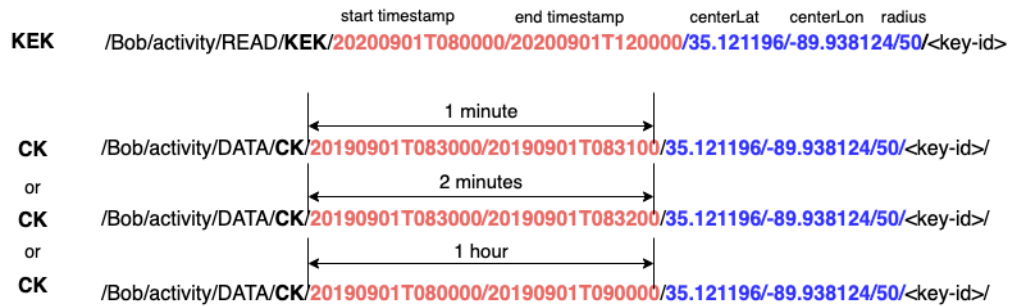 start timestamp end timestamp centerLat centerLon radius
KEK /Bob/activity/READ/KEK/20200901T080000/20200901T120000/35.121196/-89.938124/50/<key-id>
1 minute
CK /Bob/activity/DATA/CK/20190901T083000/20190901T083100/35.121196/-89.938124/50/<key-id>/
or
2 minutes
CK /Bob/activity/DATA/CK/20190901T083000/20190901T083200/35.121196/-89.938124/50/<key-id>/
or
1 hour
CK /Bob/activity/DATA/CK/20190901T080000/20190901T090000/35.121196/-89.938124/50/<key-id>/